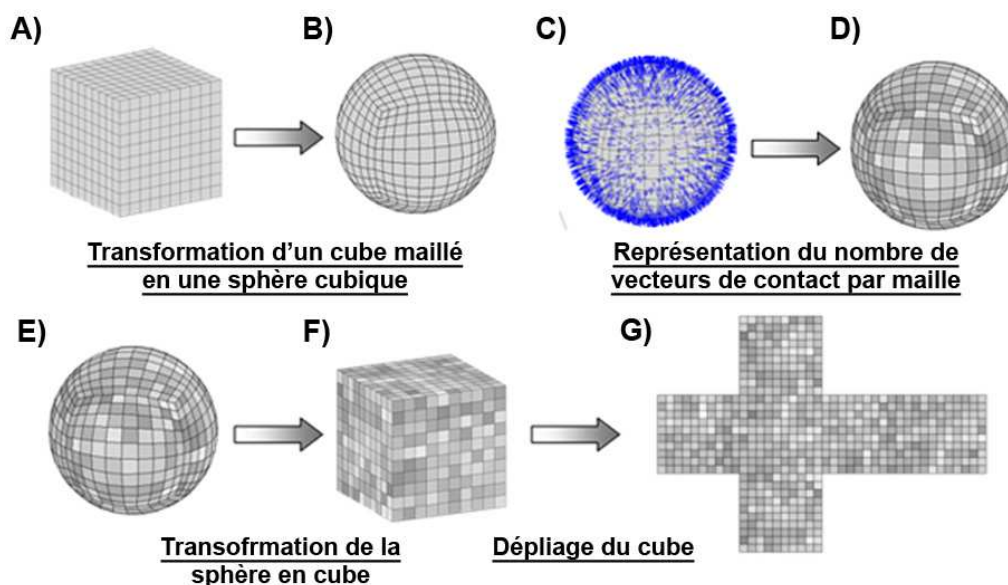 A)
B)
C)
D)
Transformation d'un cube maillé
en une sphère cubique
Représentation du nombre de
vecteurs de contact par maille
E)
F)
G)
Transofrmation de la
sphère en cube
Dépliage du cube